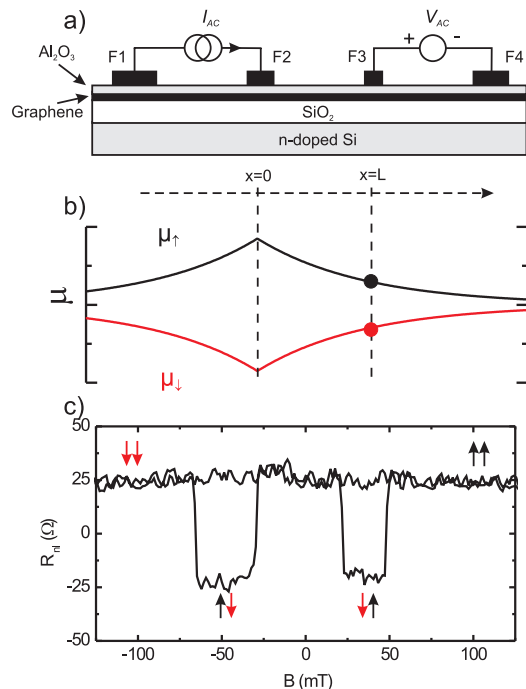 a)
I_AC
V_AC
F1 F2 F3 + - F4
Al₂O₃
Graphene
SiO₂
n-doped Si
x=0 x=L
b)
μ↑
μ
μ↓
c)
50
25
0
-25
-50
R_nl (Ω)
-100 -50 0 50 100
B (mT)